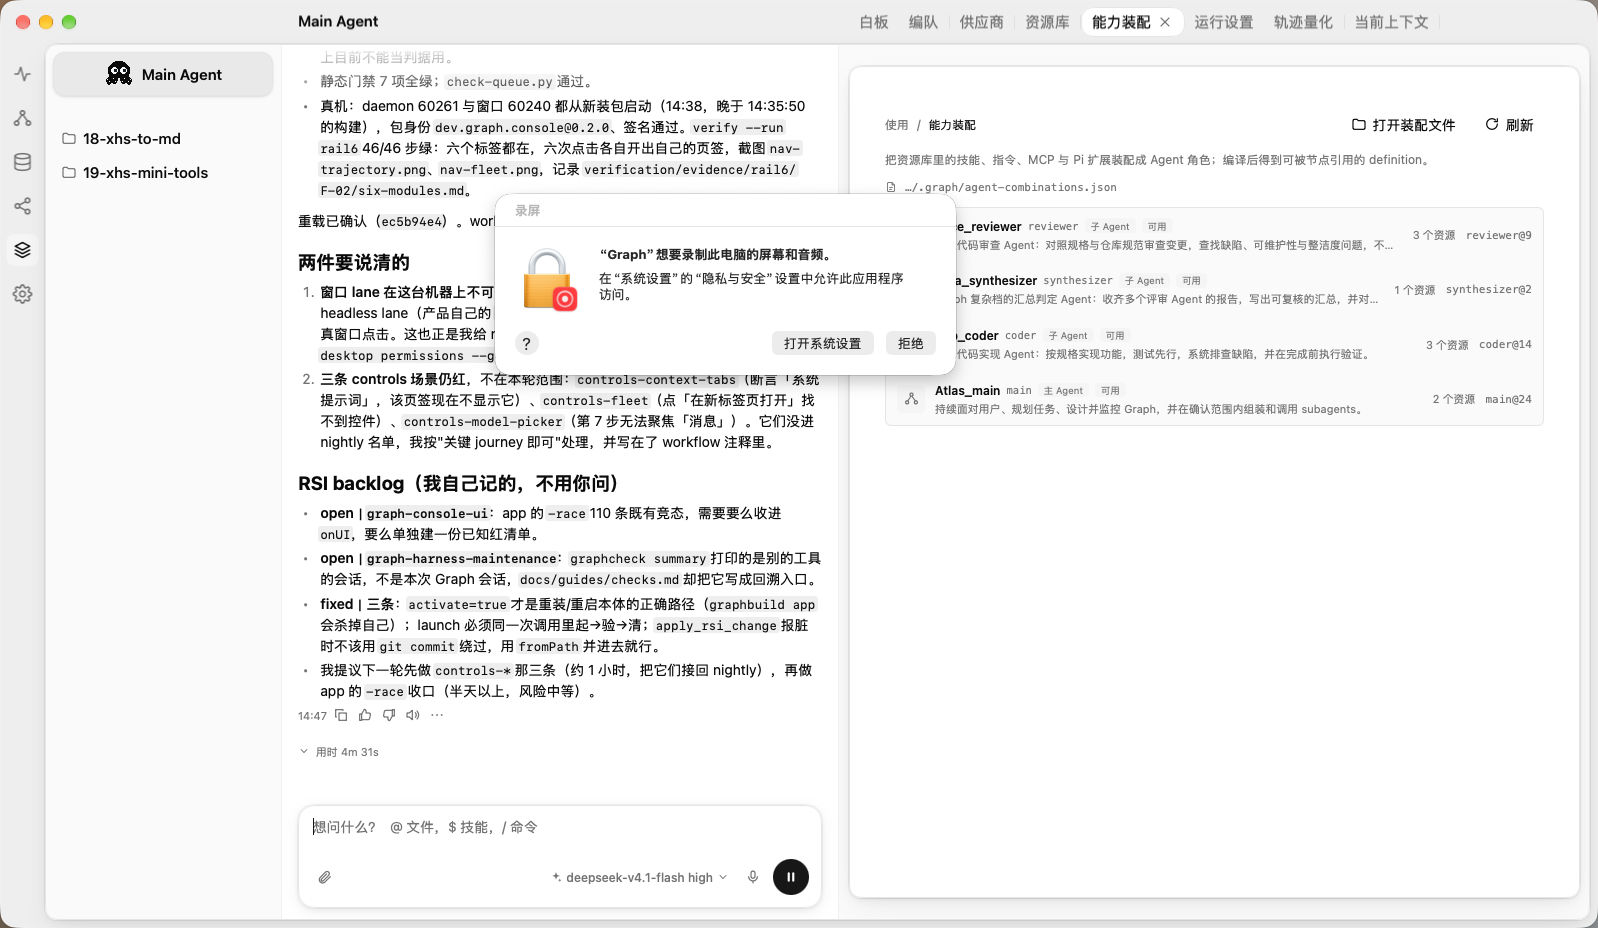 Main Agent
白板
编队
供应商
资源库
能力装配
运行设置
轨迹量化
当前上下文
Main Agent
18-xhs-to-md
19-xhs-mini-tools
上目前不能当判据用。
静态门禁 7 项全绿；check-queue.py 通过。
真机：daemon 60261 与窗口 60240 都从新装包启动（14:38，晚于 14:35:50
的构建），包身份 dev.graph.console@0.2.0、签名通过。verify --run
rail6 46/46 步绿：六个标签都在，六次点击各自开出自己的页签，截图 nav-
trajectory.png、nav-fleet.png，记录 verification/evidence/rail6/
F-02/six-modules.md。
重载已确认（ec5b94e4）。wor
两件要说清的
1. 窗口 lane 在这台机器上不可
headless lane（产品自己的
真窗口点击。这也正是我给
desktop permissions --g
2. 三条 controls 场景仍红，不在本轮范围：controls-context-tabs（断言「系统
提示词」，该页签现在不显示它）、controls-fleet（点「在新标签页打开」找
不到控件）、controls-model-picker（第 7 步无法聚焦「消息」）。它们没进
nightly 名单，我按"关键 journey 即可"处理，并写在了 workflow 注释里。
RSI backlog（我自己记的，不用你问）
open | graph-console-ui：app 的 -race 110 条既有竞态，需要要么收进
onUI，要么单独建一份已知红清单。
open | graph-harness-maintenance：graphcheck summary 打印的是别的工具
的会话，不是本次 Graph 会话，docs/guides/checks.md 却把它写成回溯入口。
fixed | 三条：activate=true 才是重装/重启本体的正确路径（graphbuild app
会杀掉自己）；launch 必须同一次调用里起→验→清；apply_rsi_change 报脏
时不该用 git commit 绕过，用 fromPath 并进去就行。
我提议下一轮先做 controls-* 那三条（约 1 小时，把它们接回 nightly），再做
app 的 -race 收口（半天以上，风险中等）。
14:47
用时 4m 31s
想问什么？ @ 文件，$ 技能，/ 命令
deepseek-v4.1-flash high
录屏
“Graph”想要录制此电脑的屏幕和音频。
在“系统设置”的“隐私与安全”设置中允许此应用程序
访问。
?
打开系统设置
拒绝
使用 / 能力装配
打开装配文件
刷新
把资源库里的技能、指令、MCP 与 Pi 扩展装配成 Agent 角色；编译后得到可被节点引用的 definition。
…/.graph/agent-combinations.json
ce_reviewer reviewer 子 Agent 可用
代码审查 Agent：对照规格与仓库规范审查变更，查找缺陷、可维护性与整洁度问题，不…
3 个资源 reviewer@9
a_synthesizer synthesizer 子 Agent 可用
ph 复杂档的汇总判定 Agent：收齐多个评审 Agent 的报告，写出可复核的汇总，并对…
1 个资源 synthesizer@2
o_coder coder 子 Agent 可用
代码实现 Agent：按规格实现功能，测试先行，系统排查缺陷，并在完成前执行验证。
3 个资源 coder@14
Atlas_main main 主 Agent 可用
持续面对用户、规划任务、设计并监控 Graph，并在确认范围内组装和调用 subagents。
2 个资源 main@24